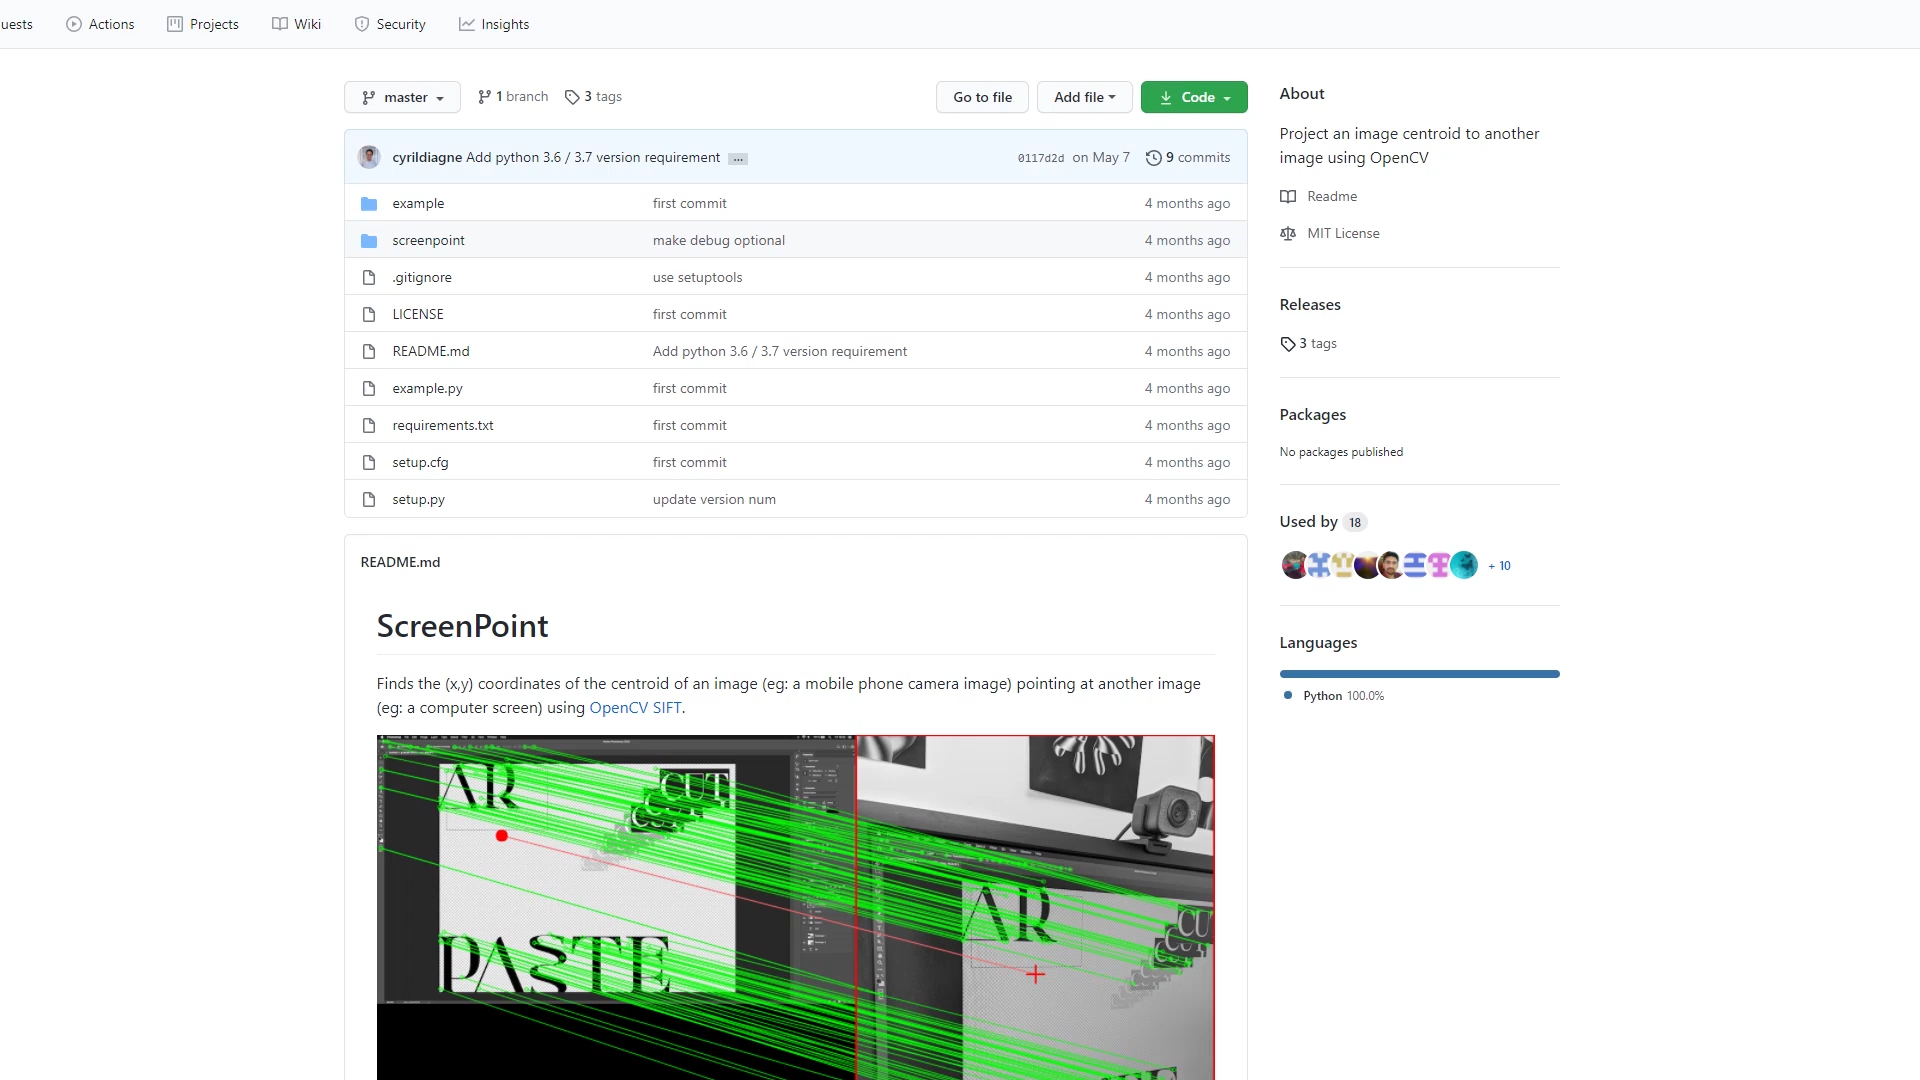 uests Actions Projects Wiki Security Insights
master 1 branch 3 tags Go to file Add file Code
cyrildiagne Add python 3.6 / 3.7 version requirement ... 0117d2d on May 7 9 commits
example first commit 4 months ago
screenpoint make debug optional 4 months ago
.gitignore use setuptools 4 months ago
LICENSE first commit 4 months ago
README.md Add python 3.6 / 3.7 version requirement 4 months ago
example.py first commit 4 months ago
requirements.txt first commit 4 months ago
setup.cfg first commit 4 months ago
setup.py update version num 4 months ago
README.md
ScreenPoint
Finds the (x,y) coordinates of the centroid of an image (eg: a mobile phone camera image) pointing at another image
(eg: a computer screen) using OpenCV SIFT.
AR CUT
CUT
PASTE
AR CU
About
Project an image centroid to another
image using OpenCV
Readme
MIT License
Releases
3 tags
Packages
No packages published
Used by 18
+ 10
Languages
Python 100.0%